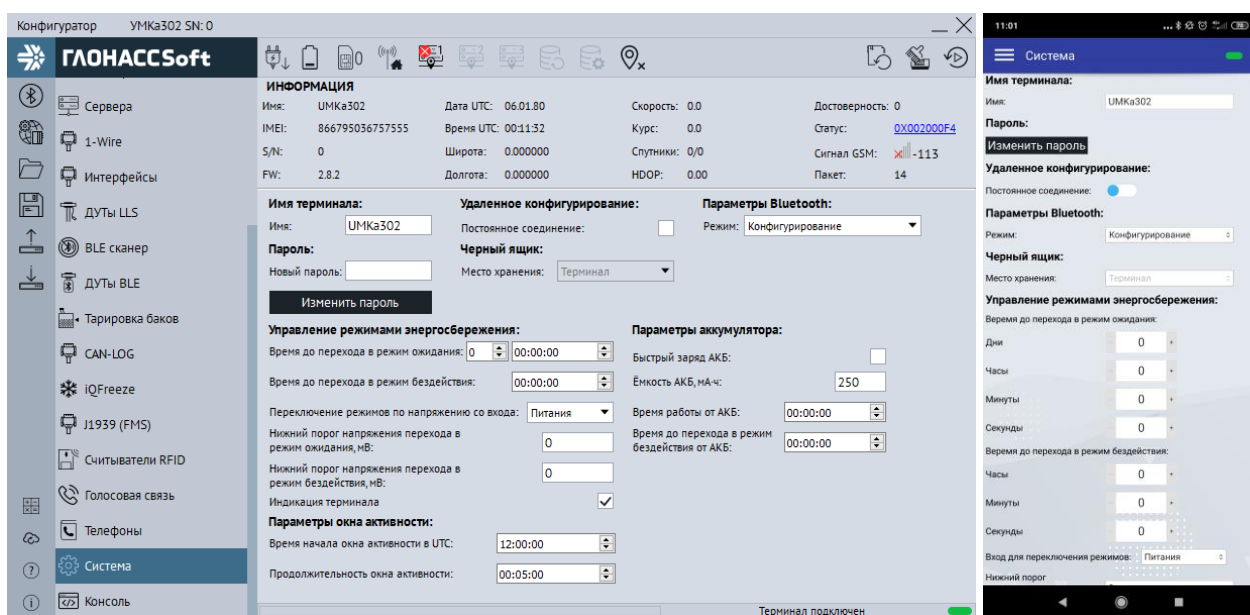 Конфигуратор УМКа302 SN: 0
ГЛОНАССSoft
Сервера
1-Wire
Интерфейсы
ДУТы LLS
BLE сканер
ДУТы BLE
Тарировка баков
CAN-LOG
iQFreeze
J1939 (FMS)
Считыватели RFID
Голосовая связь
Телефоны
Система
Консоль
0
ИНФОРМАЦИЯ
Имя: UMKa302 Дата UTC: 06.01.80 Скорость: 0.0 Достоверность: 0
IMEI: 866795036757555 Время UTC: 00:11:32 Курс: 0.0 Статус: 0X002000F4
S/N: 0 Широта: 0.000000 Спутники: 0/0 Сигнал GSM: -113
FW: 2.8.2 Долгота: 0.000000 HDOP: 0.00 Пакет: 14
Имя терминала: Удаленное конфигурирование: Параметры Bluetooth:
Имя: UMKa302 Постоянное соединение: Режим: Конфигурирование
Пароль: Черный ящик:
Новый пароль: Место хранения: Терминал
Изменить пароль
Управление режимами энергосбережения: Параметры аккумулятора:
Время до перехода в режим ожидания: 0 00:00:00 Быстрый заряд АКБ:
Время до перехода в режим бездействия: 00:00:00 Ёмкость АКБ, мА·ч: 250
Переключение режимов по напряжению со входа: Питания Время работы от АКБ: 00:00:00
Нижний порог напряжения перехода в
режим ожидания, мВ: 0
Время до перехода в режим
бездействия от АКБ: 00:00:00
Нижний порог напряжения перехода в
режим бездействия, мВ: 0
Индикация терминала
Параметры окна активности:
Время начала окна активности в UTC: 12:00:00
Продолжительность окна активности: 00:05:00
Терминал подключен
11:01
Система
Имя терминала:
Имя: UMKa302
Пароль:
Изменить пароль
Удаленное конфигурирование:
Постоянное соединение:
Параметры Bluetooth:
Режим: Конфигурирование
Черный ящик:
Место хранения: Терминал
Управление режимами энергосбережения:
Веремя до перехода в режим ожидания:
Дни - 0 +
Часы - 0 +
Минуты - 0 +
Секунды - 0 +
Веремя до перехода в режим бездействия:
Часы - 0 +
Минуты - 0 +
Секунды - 0 +
Вход для переключения режимов: Питания
Нижний порог